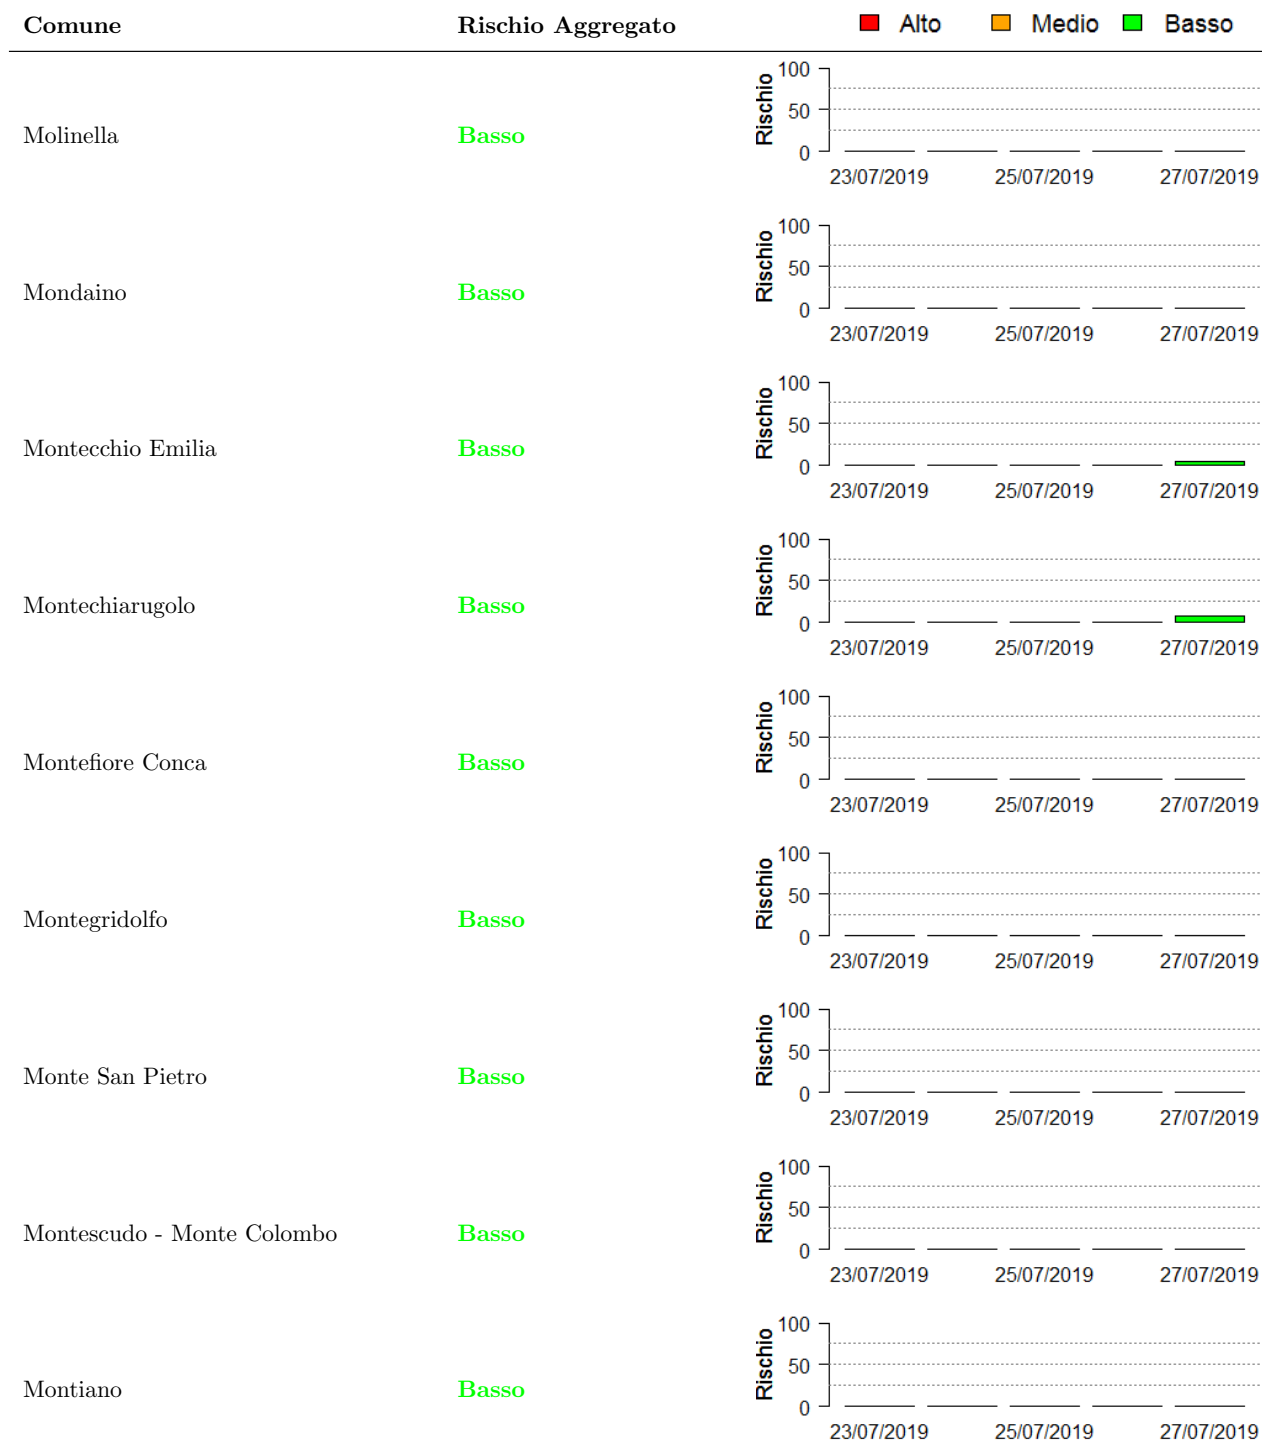 Comune Rischio Aggregato Alto Medio Basso
100
50
0
Rischio
Molinella Basso
23/07/2019 25/07/2019 27/07/2019
100
50
0
Rischio
Mondaino Basso
23/07/2019 25/07/2019 27/07/2019
100
50
0
Rischio
Montecchio Emilia Basso
23/07/2019 25/07/2019 27/07/2019
100
50
0
Rischio
Montechiarugolo Basso
23/07/2019 25/07/2019 27/07/2019
100
50
0
Rischio
Montefiore Conca Basso
23/07/2019 25/07/2019 27/07/2019
100
50
0
Rischio
Montegridolfo Basso
23/07/2019 25/07/2019 27/07/2019
100
50
0
Rischio
Monte San Pietro Basso
23/07/2019 25/07/2019 27/07/2019
100
50
0
Rischio
Montescudo - Monte Colombo Basso
23/07/2019 25/07/2019 27/07/2019
100
50
0
Rischio
Montiano Basso
23/07/2019 25/07/2019 27/07/2019